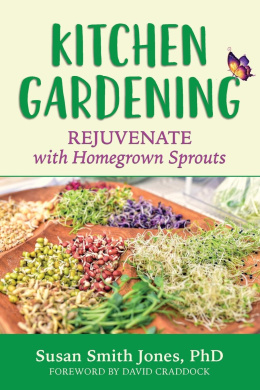 KITCHEN
GARDENING
REJUVENATE
with Homegrown Sprouts
Susan Smith Jones, PhD
FOREWORD BY DAVID CRADDOCK